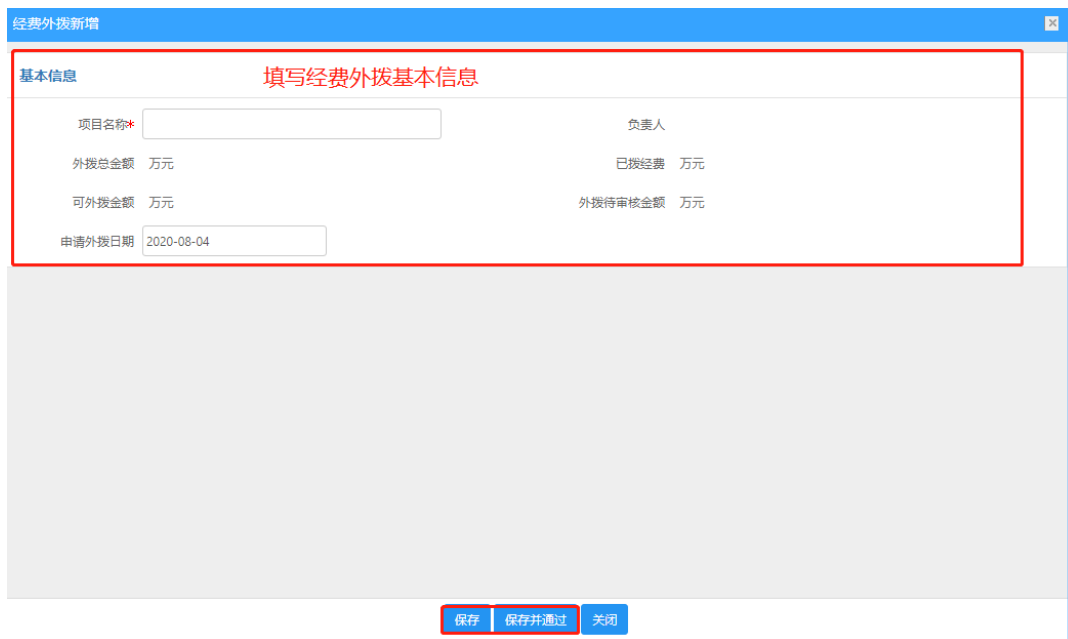 经费外拨新增
基本信息 填写经费外拨基本信息
项目名称* 负责人
外拨总金额 万元 已拨经费 万元
可外拨金额 万元 外拨待审核金额 万元
申请外拨日期 2020-08-04
保存 保存并通过 关闭